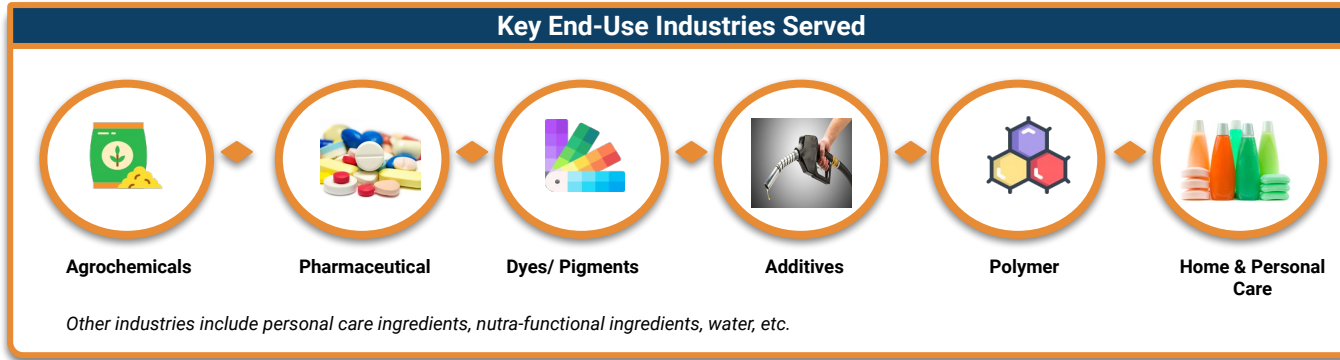 Key End-Use Industries Served
Agrochemicals
Pharmaceutical
Dyes/ Pigments
Additives
Polymer
Home & Personal
Care
Other industries include personal care ingredients, nutra-functional ingredients, water, etc.